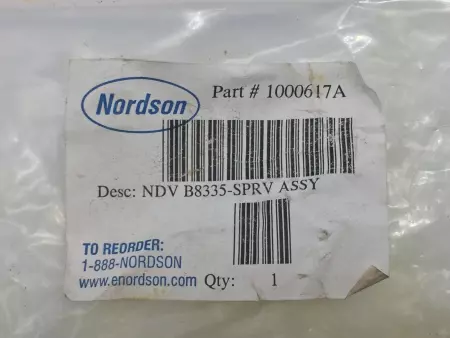 Nordson
Part # 1000617A
Desc: NDV B8335-SPRV ASSY
TO REORDER:
1-888-NORDSON
www.enordson.com
Qty: 1